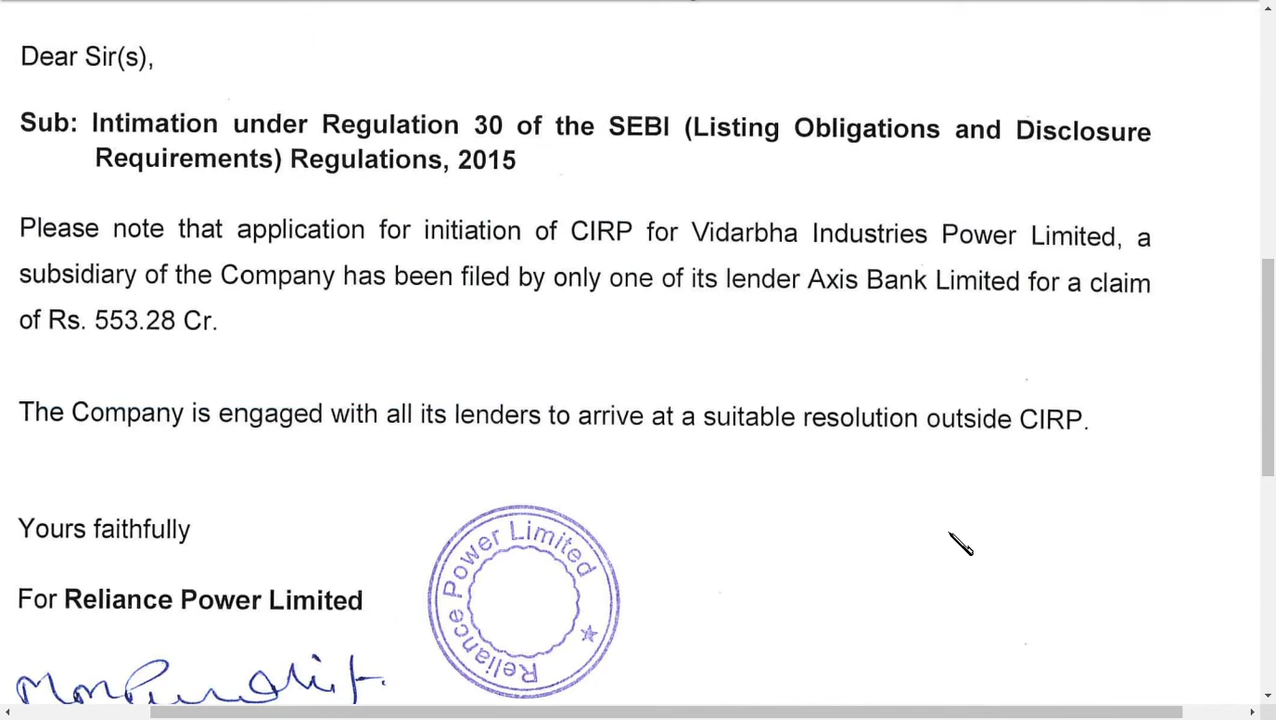 Dear Sir(s),
Sub: Intimation under Regulation 30 of the SEBI (Listing Obligations and Disclosure
Requirements) Regulations, 2015
Please note that application for initiation of CIRP for Vidarbha Industries Power Limited, a
subsidiary of the Company has been filed by only one of its lender Axis Bank Limited for a claim
of Rs. 553.28 Cr.
The Company is engaged with all its lenders to arrive at a suitable resolution outside CIRP.
Yours faithfully
For Reliance Power Limited
Reliance Power Limited